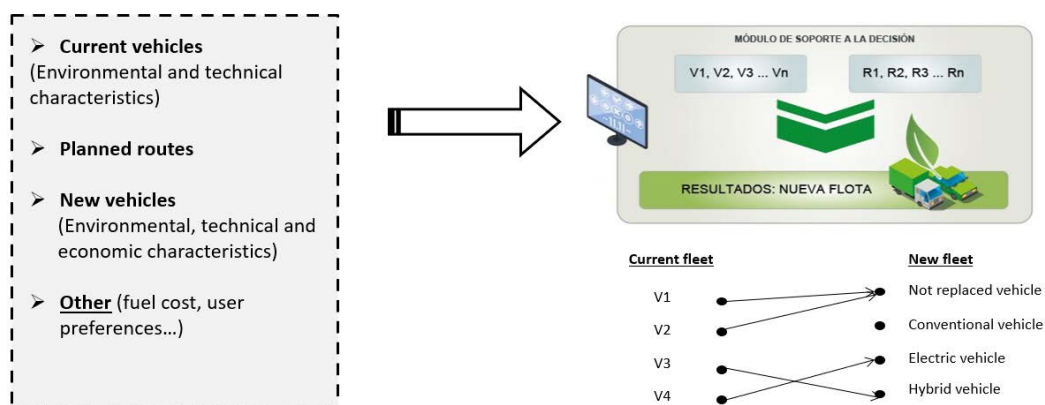 ➢ Current vehicles
(Environmental and technical
characteristics)
➢ Planned routes
➢ New vehicles
(Environmental, technical and
economic characteristics)
➢ Other (fuel cost, user
preferences…)
MÓDULO DE SOPORTE A LA DECISIÓN
V1, V2, V3 ... Vn
R1, R2, R3 ... Rn
RESULTADOS: NUEVA FLOTA
Current fleet
New fleet
V1
Not replaced vehicle
V2
Conventional vehicle
V3
Electric vehicle
V4
Hybrid vehicle